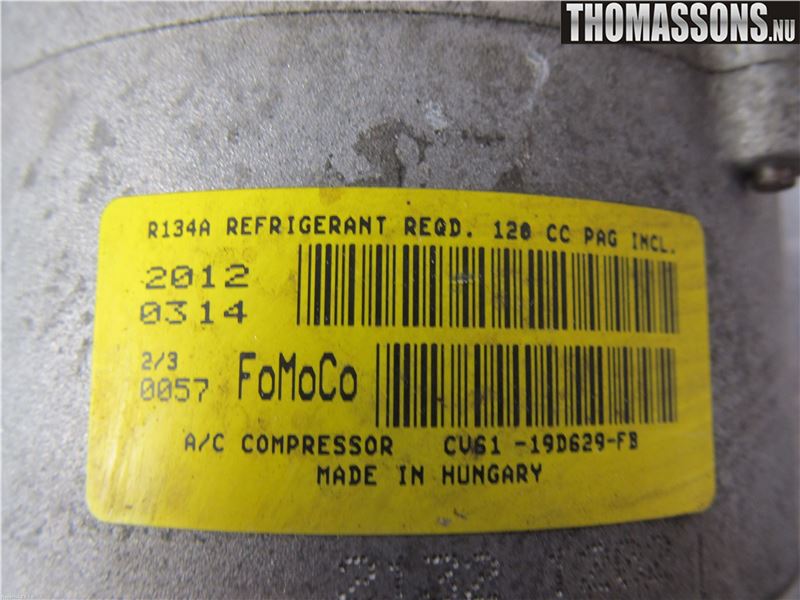 THOMASSONS.NU
R134A REFRIGERANT REQD. 120 CC PAG INCL.
2012
0314
2/3
0057
FoMoCo
A/C COMPRESSOR CV61-19D629-FB
MADE IN HUNGARY